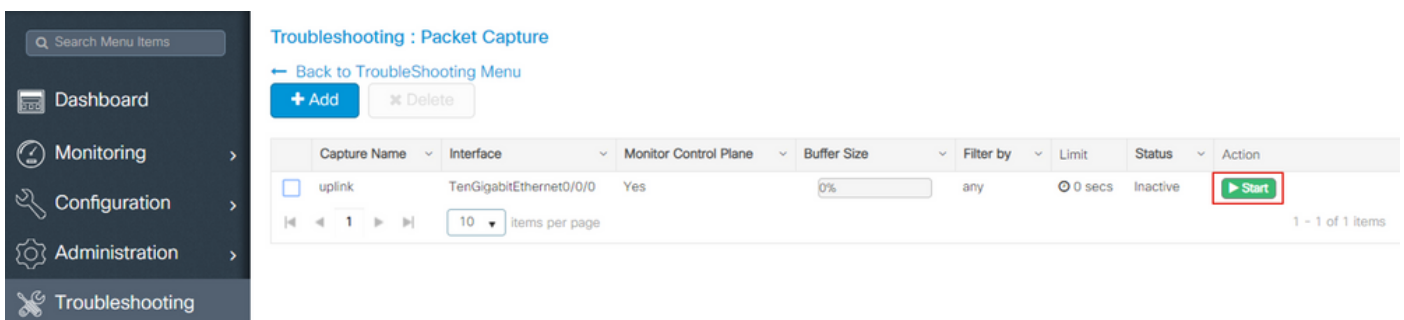 Search Menu Items
Dashboard
Monitoring
Configuration
Administration
Troubleshooting
Troubleshooting : Packet Capture
← Back to TroubleShooting Menu
+ Add
× Delete
Capture Name Interface Monitor Control Plane Buffer Size Filter by Limit Status Action
uplink TenGigabitEthernet0/0/0 Yes 0% any 0 secs Inactive Start
1 10 items per page 1 - 1 of 1 items